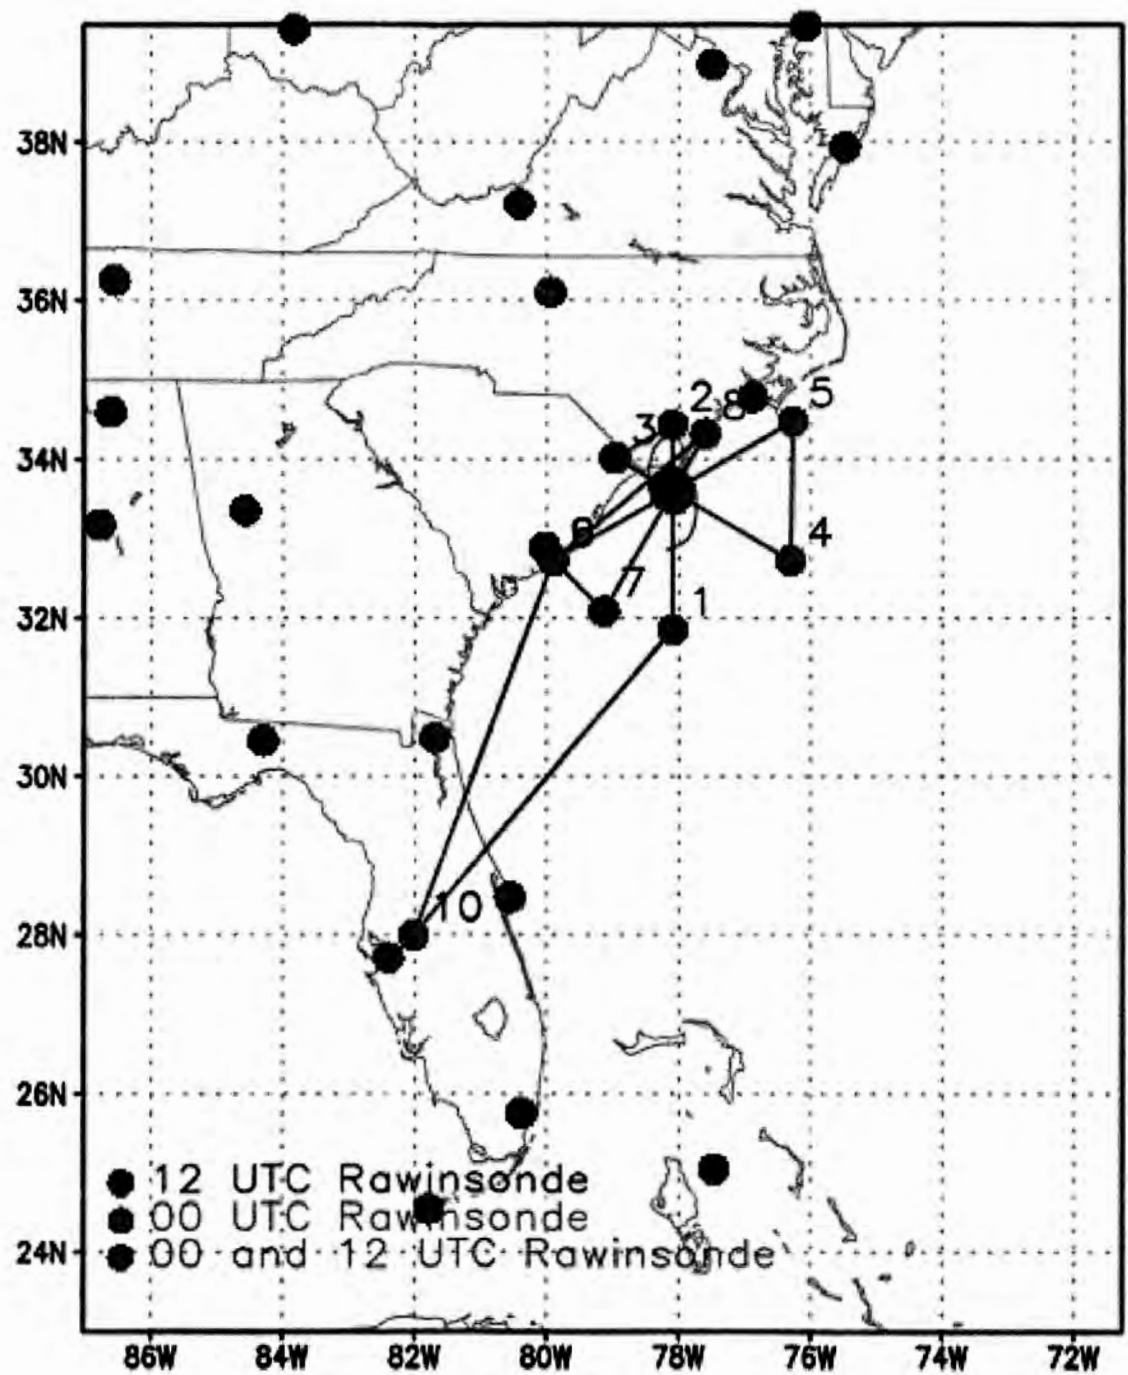 38N
36N
34N
32N
30N
28N
26N
24N
2
8
5
3
6
4
7
1
10
12 UTC Rawinsonde
00 UTC Rawinsonde
00 and 12 UTC Rawinsonde
86W 84W 82W 80W 78W 76W 74W 72W